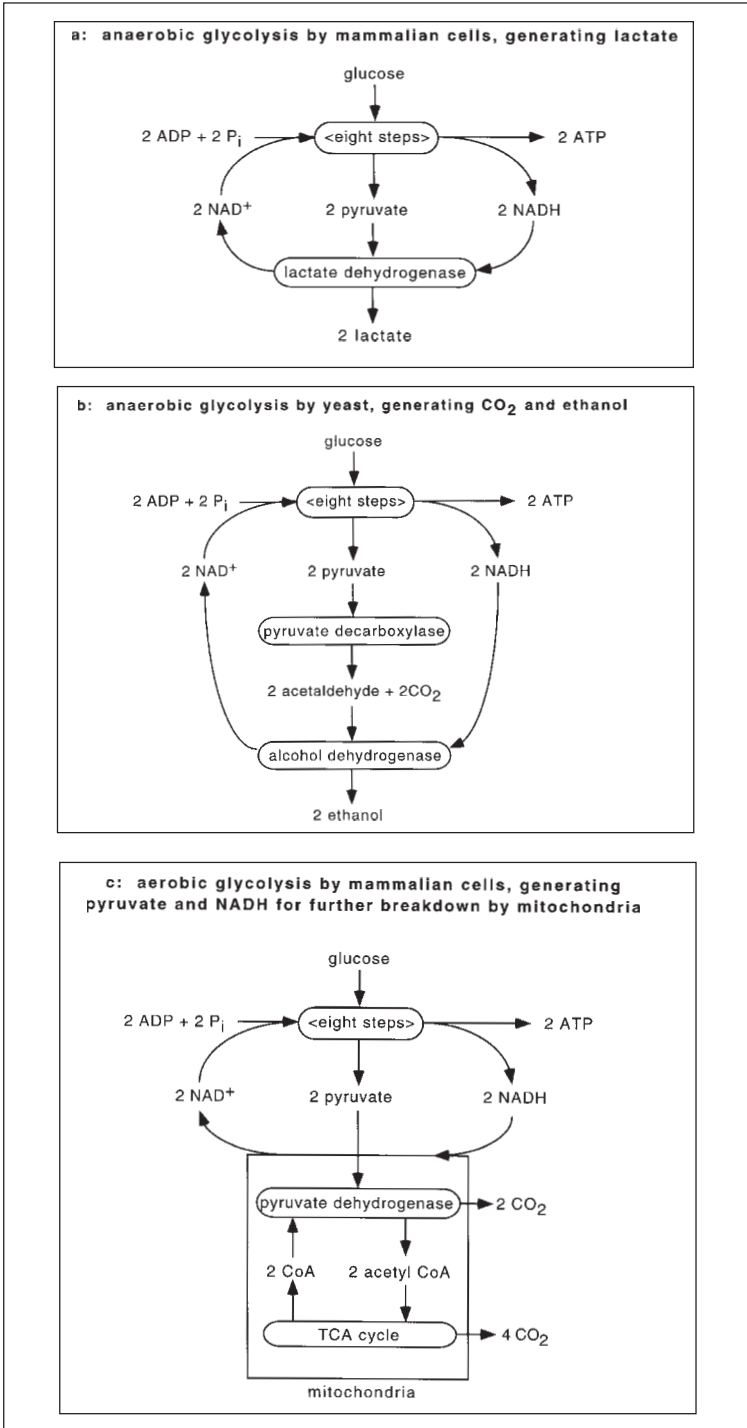 a: anaerobic glycolysis by mammalian cells, generating lactate
glucose
2 ADP + 2 Pi
<eight steps>
2 ATP
2 NAD+
2 pyruvate
2 NADH
lactate dehydrogenase
2 lactate
b: anaerobic glycolysis by yeast, generating CO2 and ethanol
glucose
2 ADP + 2 Pi
<eight steps>
2 ATP
2 NAD+
2 pyruvate
2 NADH
pyruvate decarboxylase
2 acetaldehyde + 2CO2
alcohol dehydrogenase
2 ethanol
c: aerobic glycolysis by mammalian cells, generating
pyruvate and NADH for further breakdown by mitochondria
glucose
2 ADP + 2 Pi
<eight steps>
2 ATP
2 NAD+
2 pyruvate
2 NADH
pyruvate dehydrogenase
2 CO2
2 CoA
2 acetyl CoA
TCA cycle
4 CO2
mitochondria